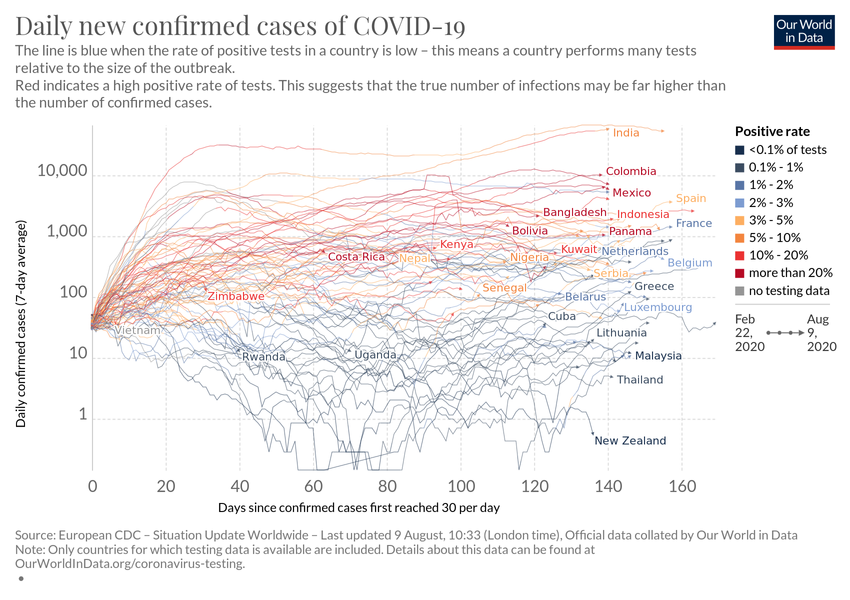 Daily new confirmed cases of COVID-19
Our World
in Data
The line is blue when the rate of positive tests in a country is low – this means a country performs many tests
relative to the size of the outbreak.
Red indicates a high positive rate of tests. This suggests that the true number of infections may be far higher than
the number of confirmed cases.
Daily confirmed cases (7-day average)
10,000
1,000
100
10
1
India
Colombia
Mexico
Spain
Bangladesh
Indonesia
France
Bolivia
Panama
Kenya
Kuwait
Netherlands
Costa Rica
Nepal
Nigeria
Belgium
Serbia
Senegal
Greece
Zimbabwe
Belarus
Luxembourg
Cuba
Vietnam
Lithuania
Rwanda
Uganda
Malaysia
Thailand
New Zealand
0
20
40
60
80
100
120
140
160
Days since confirmed cases first reached 30 per day
Positive rate
<0.1% of tests
0.1% - 1%
1% - 2%
2% - 3%
3% - 5%
5% - 10%
10% - 20%
more than 20%
no testing data
Feb
22,
2020
Aug
9,
2020
Source: European CDC – Situation Update Worldwide – Last updated 9 August, 10:33 (London time), Official data collated by Our World in Data
Note: Only countries for which testing data is available are included. Details about this data can be found at
OurWorldInData.org/coronavirus-testing.